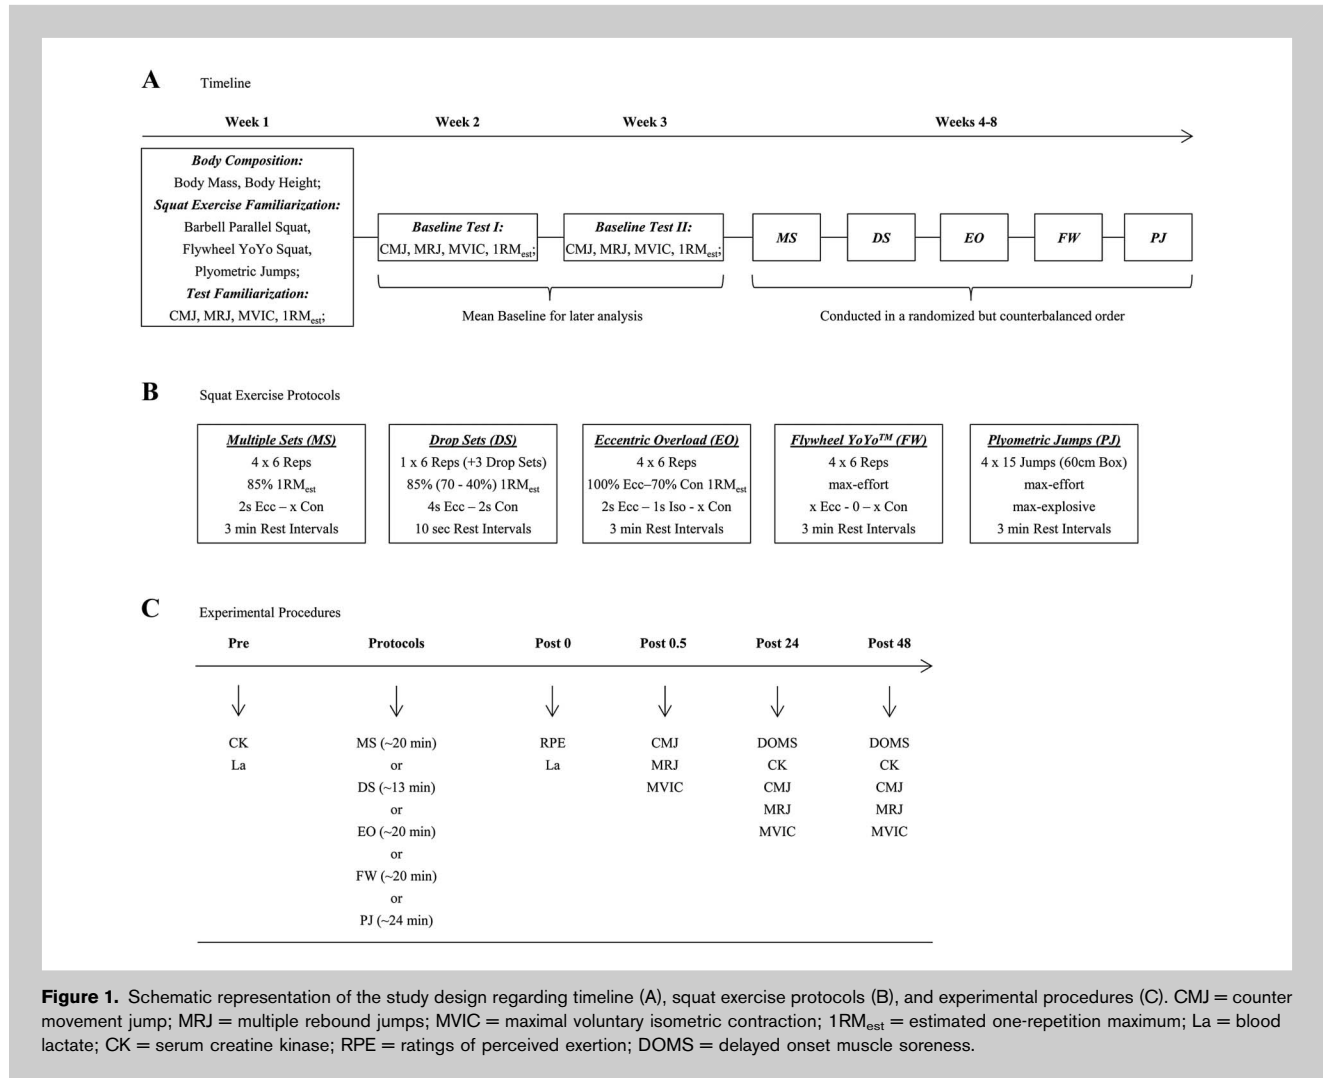 A Timeline
Week 1 Week 2 Week 3 Weeks 4-8
Body Composition:
Body Mass, Body Height;
Squat Exercise Familiarization:
Barbell Parallel Squat,
Flywheel YoYo Squat,
Plyometric Jumps;
Test Familiarization:
CMJ, MRJ, MVIC, 1RMest;
Baseline Test I:
CMJ, MRJ, MVIC, 1RMest;
Baseline Test II:
CMJ, MRJ, MVIC, 1RMest;
MS DS EO FW PJ
Mean Baseline for later analysis
Conducted in a randomized but counterbalanced order
B Squat Exercise Protocols
Multiple Sets (MS)
4 x 6 Reps
85% 1RMest
2s Ecc – x Con
3 min Rest Intervals
Drop Sets (DS)
1 x 6 Reps (+3 Drop Sets)
85% (70 - 40%) 1RMest
4s Ecc – 2s Con
10 sec Rest Intervals
Eccentric Overload (EO)
4 x 6 Reps
100% Ecc–70% Con 1RMest
2s Ecc – 1s Iso - x Con
3 min Rest Intervals
Flywheel YoYo™ (FW)
4 x 6 Reps
max-effort
x Ecc - 0 – x Con
3 min Rest Intervals
Plyometric Jumps (PJ)
4 x 15 Jumps (60cm Box)
max-effort
max-explosive
3 min Rest Intervals
C Experimental Procedures
Pre Protocols Post 0 Post 0.5 Post 24 Post 48
CK
La
MS (~20 min)
or
DS (~13 min)
or
EO (~20 min)
or
FW (~20 min)
or
PJ (~24 min)
RPE
La
CMJ
MRJ
MVIC
DOMS
CK
CMJ
MRJ
MVIC
DOMS
CK
CMJ
MRJ
MVIC
Figure 1. Schematic representation of the study design regarding timeline (A), squat exercise protocols (B), and experimental procedures (C). CMJ = counter
movement jump; MRJ = multiple rebound jumps; MVIC = maximal voluntary isometric contraction; 1RMest = estimated one-repetition maximum; La = blood
lactate; CK = serum creatine kinase; RPE = ratings of perceived exertion; DOMS = delayed onset muscle soreness.